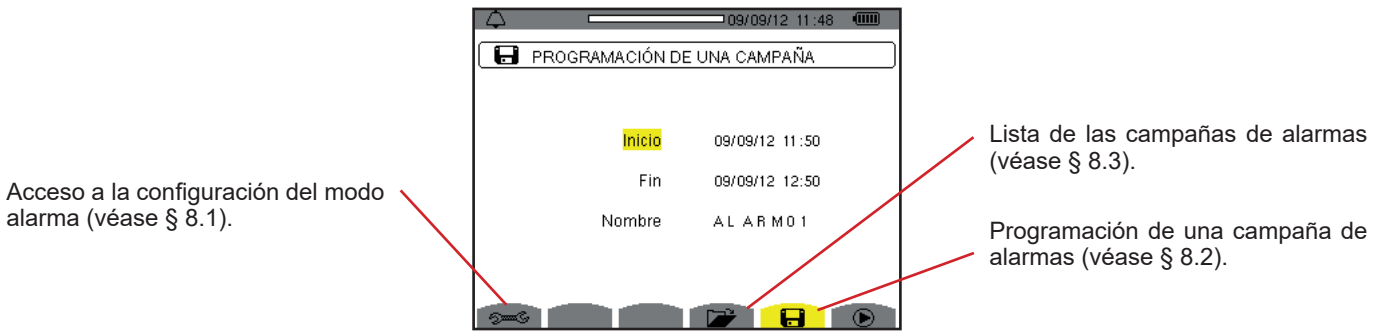 09/09/12 11:48
PROGRAMACIÓN DE UNA CAMPAÑA
Inicio 09/09/12 11:50
Fin 09/09/12 12:50
Nombre ALARM01
Acceso a la configuración del modo
alarma (véase § 8.1).
Lista de las campañas de alarmas
(véase § 8.3).
Programación de una campaña de
alarmas (véase § 8.2).